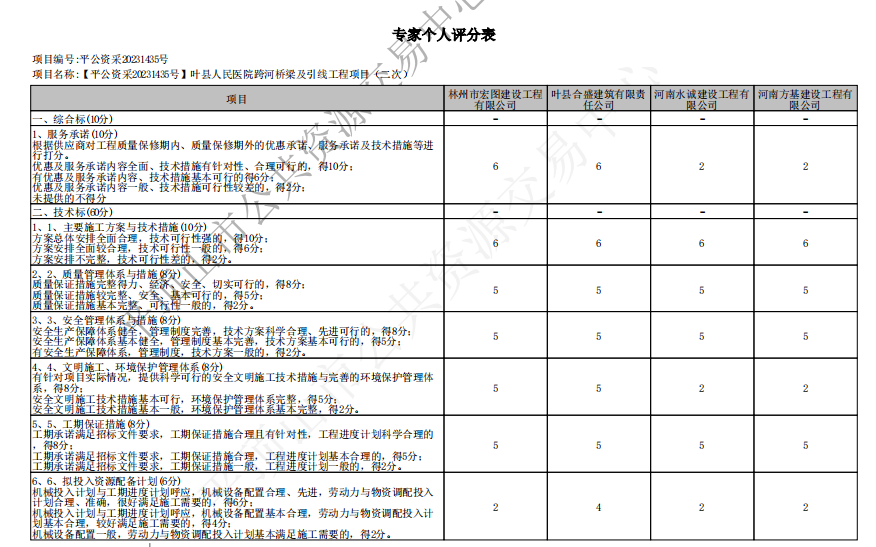 专家个人评分表
项目编号:平公资采20231435号
项目名称:【平公资采20231435号】叶县人民医院跨河桥梁及引线工程项目（二次）
项目
林州市宏图建设工程有限公司
叶县合盛建筑有限责任公司
河南水诚建设工程有限公司
河南方基建设工程有限公司
一、综合标(10分)
- - - -
1、服务承诺(10分)
根据供应商对工程质量保修期内、质量保修期外的优惠承诺、服务承诺及技术措施等进
行打分。
优惠及服务承诺内容全面、技术措施有针对性、合理可行的，得10分；
有优惠及服务承诺内容、技术措施基本可行的得6分；
优惠及服务承诺内容一般、技术措施可行性较差的，得2分；
未提供的不得分
6 6 2 2
二、技术标(60分)
- - - -
1、1、主要施工方案与技术措施(10分)
方案总体安排全面合理，技术可行性强的，得10分；
方案安排全面较合理，技术可行性一般的，得6分；
方案安排不完整，技术可行性差的，得2分。
6 6 6 6
2、2、质量管理体系与措施(8分)
质量保证措施完整得力、经济、安全、切实可行的，得8分；
质量保证措施较完整、安全、基本可行的，得5分；
质量保证措施基本完整、可行性一般的，得2分。
5 5 5 5
3、3、安全管理体系与措施(8分)
安全生产保障体系健全，管理制度完善，技术方案科学合理、先进可行的，得8分；
安全生产保障体系基本健全，管理制度基本完善，技术方案基本可行的，得5分；
有安全生产保障体系，管理制度，技术方案一般的，得2分。
5 5 5 5
4、4、文明施工、环境保护管理体系(8分)
有针对项目实际情况，提供科学可行的安全文明施工技术措施与完善的环境保护管理体
系，得8分；
安全文明施工技术措施基本可行，环境保护管理体系完整，得5分；
安全文明施工技术措施基本一般，环境保护管理体系基本完整，得2分。
5 5 2 2
5、5、工期保证措施(8分)
工期承诺满足招标文件要求，工期保证措施合理且有针对性，工程进度计划科学合理的
，得8分；
工期承诺满足招标文件要求，工期保证措施合理，工程进度计划基本合理的，得5分；
工期承诺满足招标文件要求，工期保证措施一般，工程进度计划一般的，得2分。
5 5 5 5
6、6、拟投入资源配备计划(6分)
机械投入计划与工期进度计划呼应，机械设备配置合理、先进，劳动力与物资调配投入
计划合理、准确，很好满足施工需要的，得6分；
机械投入计划与工期进度计划呼应，机械设备配置基本合理，劳动力与物资调配投入计
划基本合理，较好满足施工需要的，得4分；
机械设备配置一般，劳动力与物资调配投入计划基本满足施工需要的，得2分。
2 4 2 2
平顶山市公共资源交易中心
平顶山市公共资源交易中心